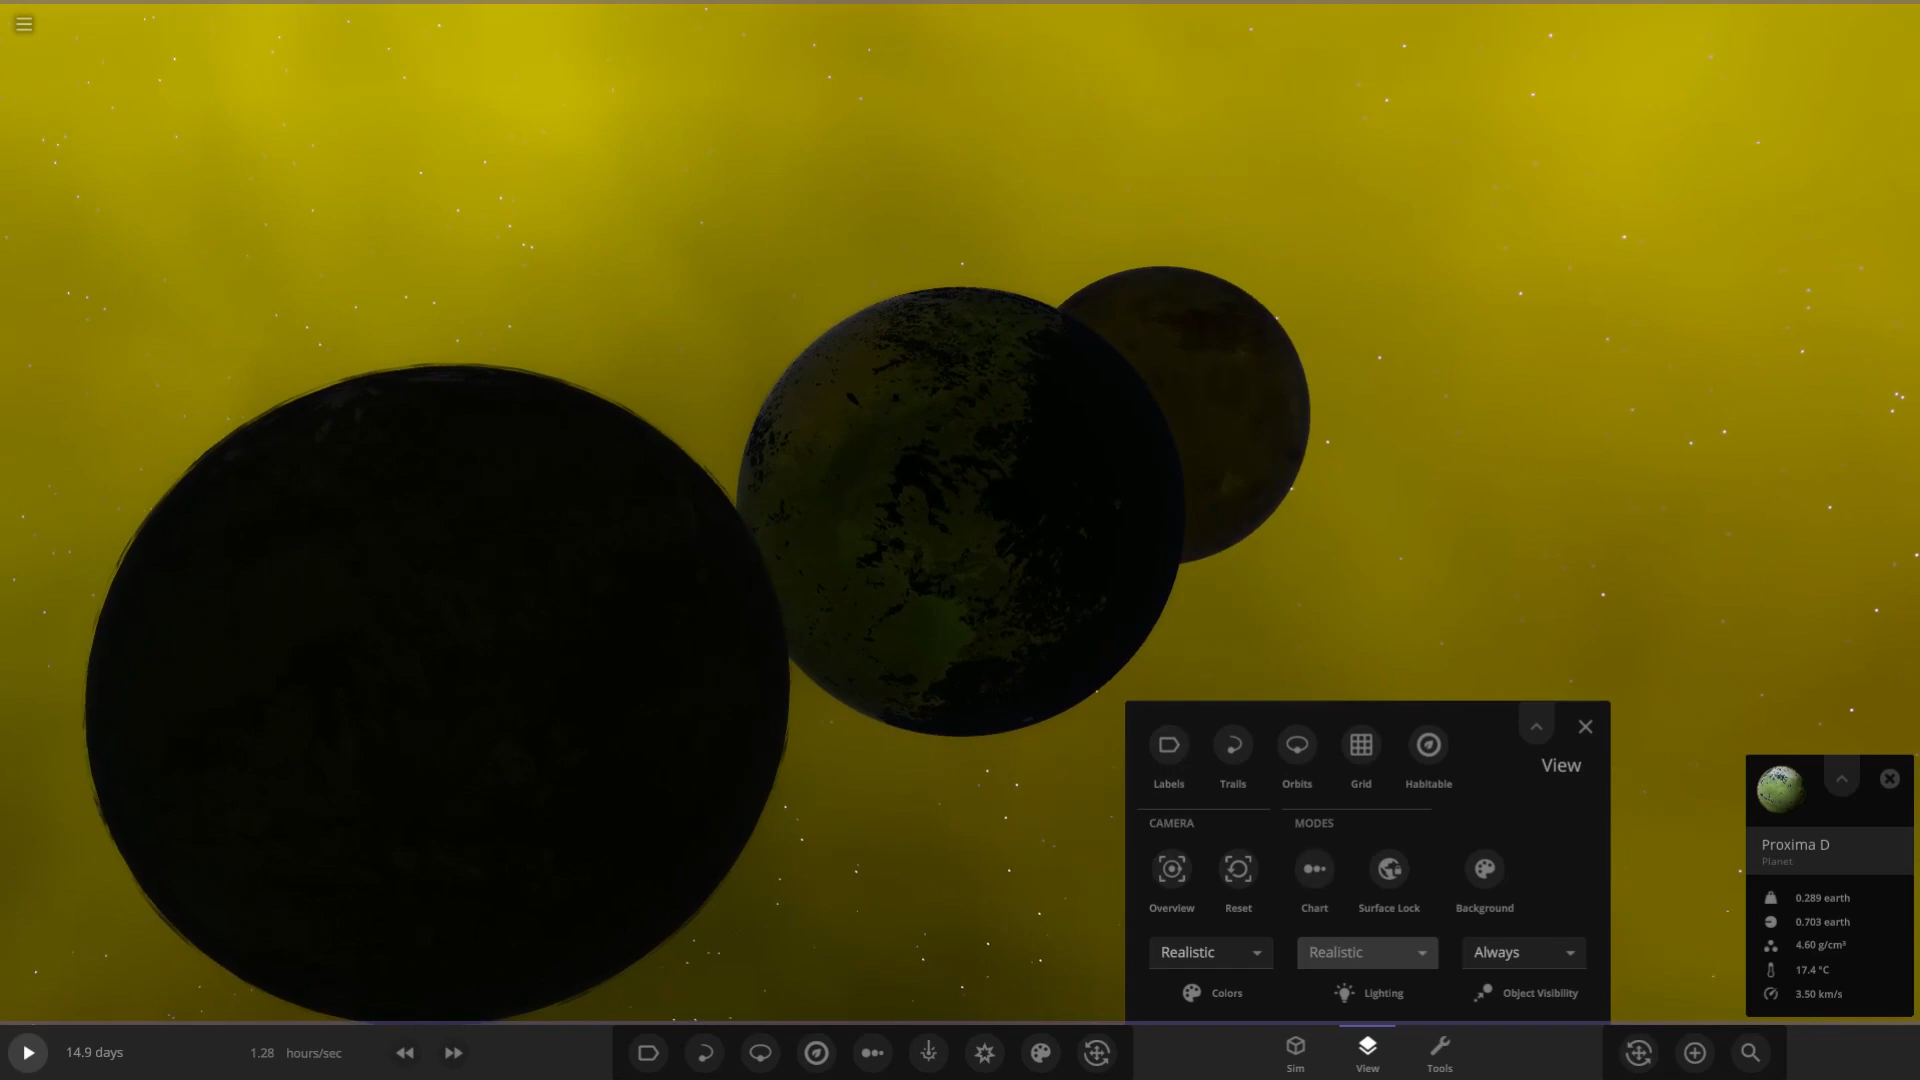 Labels Trails Orbits Grid Habitable
View
CAMERA MODES
Overview Reset Chart Surface Lock Background
Realistic Realistic Always
Colors Lighting Object Visibility
Proxima D
Planet
0.289 earth
0.703 earth
4.60 g/cm³
17.4 °C
3.50 km/s
14.9 days 1.28 hours/sec
Sim View Tools